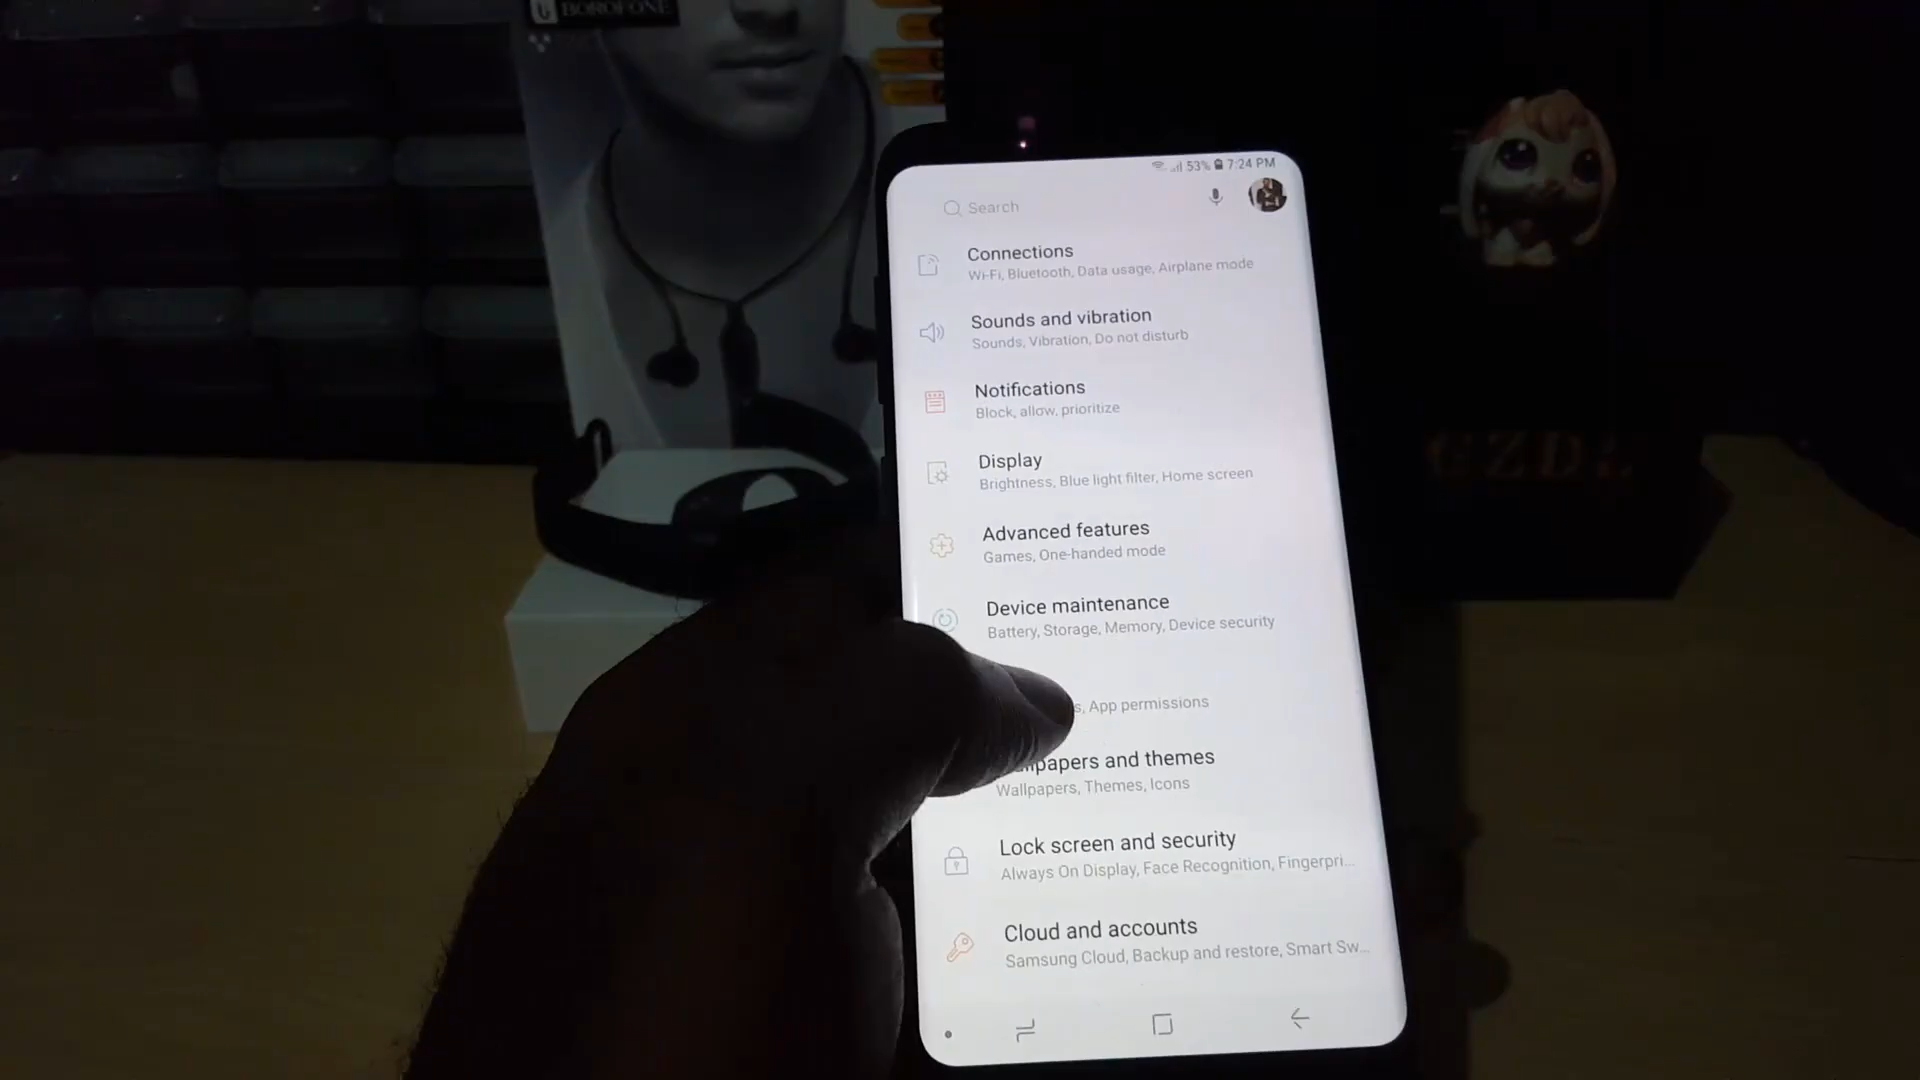 BOROFONE
53% 7:24 PM
Search
Connections
Wi-Fi, Bluetooth, Data usage, Airplane mode
Sounds and vibration
Sounds, Vibration, Do not disturb
Notifications
Block, allow, prioritize
Display
Brightness, Blue light filter, Home screen
Advanced features
Games, One-handed mode
Device maintenance
Battery, Storage, Memory, Device security
s, App permissions
llpapers and themes
Wallpapers, Themes, Icons
Lock screen and security
Always On Display, Face Recognition, Fingerpri...
Cloud and accounts
Samsung Cloud, Backup and restore, Smart Sw...